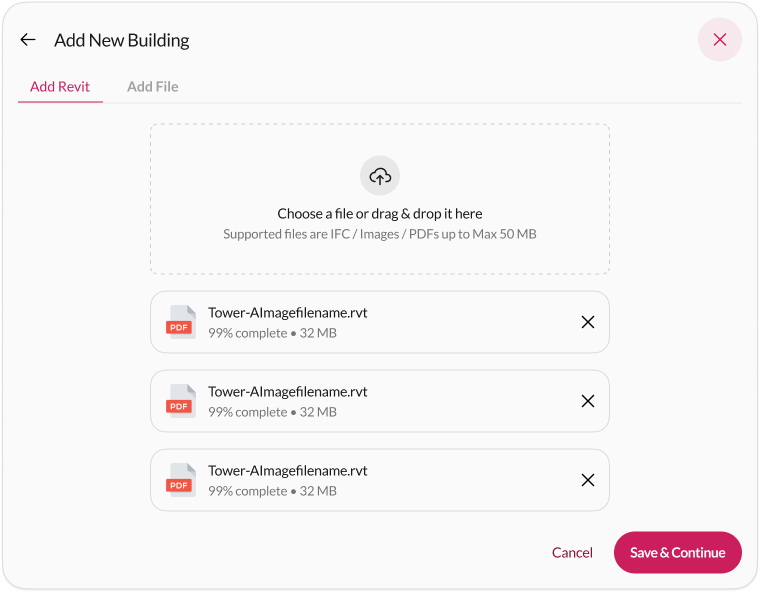 Add New Building
Add Revit
Add File
Choose a file or drag & drop it here
Supported files are IFC / Images / PDFs up to Max 50 MB
PDF
Tower-AImagefilename.rvt
99% complete • 32 MB
PDF
Tower-AImagefilename.rvt
99% complete • 32 MB
PDF
Tower-AImagefilename.rvt
99% complete • 32 MB
Cancel
Save & Continue